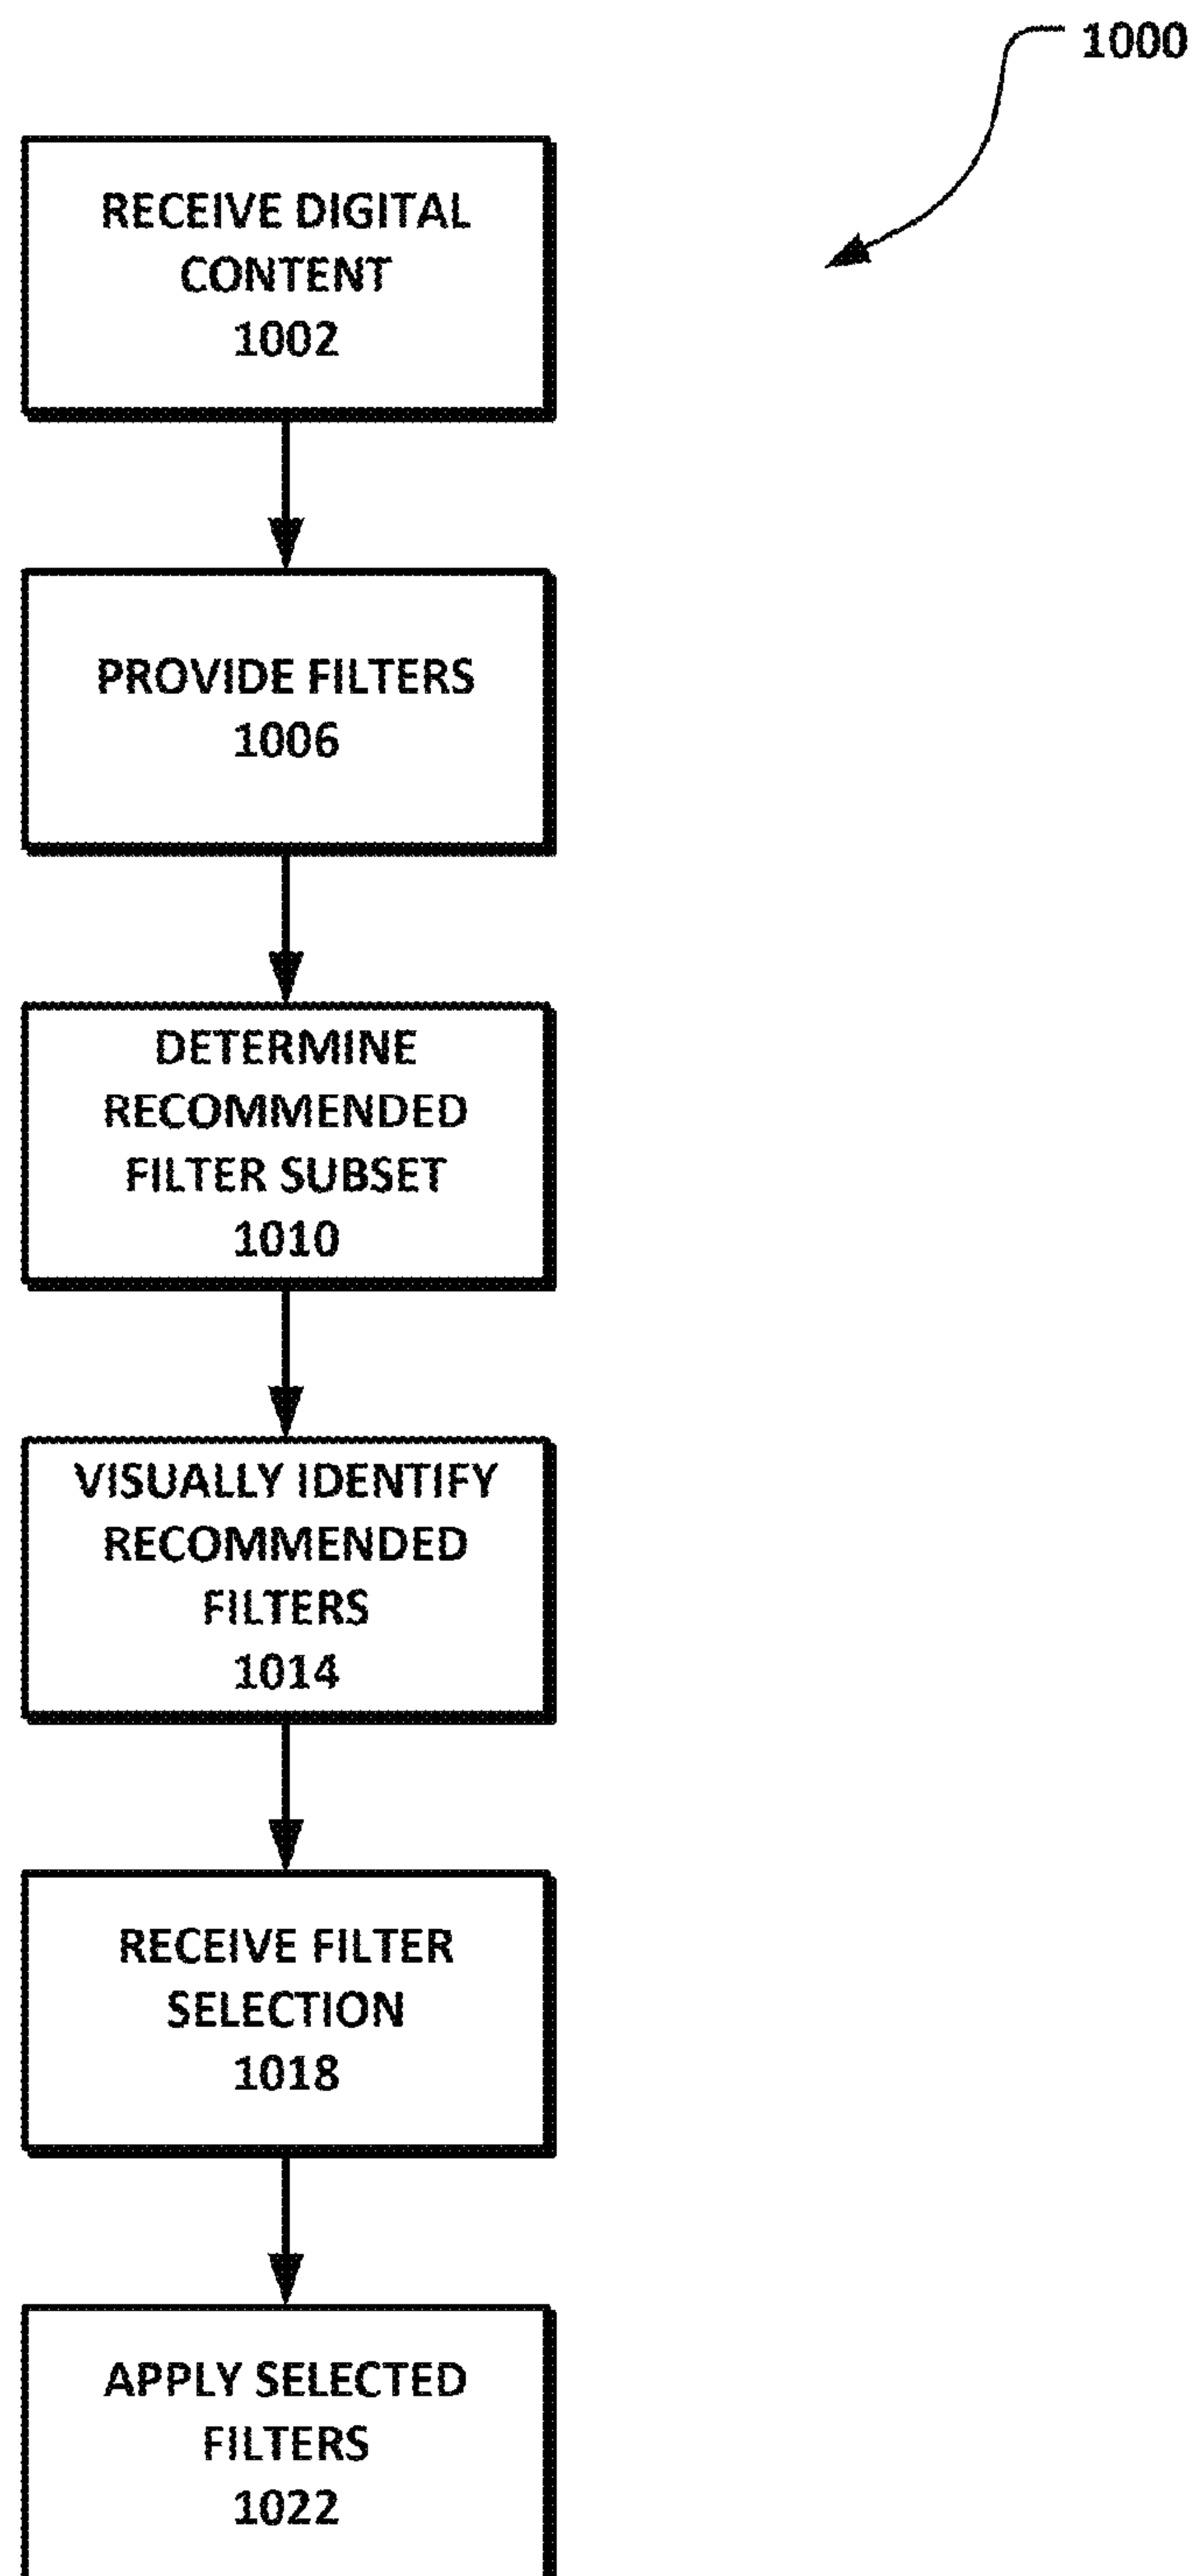 1000
RECEIVE DIGITAL
CONTENT
1002
PROVIDE FILTERS
1006
DETERMINE
RECOMMENDED
FILTER SUBSET
1010
VISUALLY IDENTIFY
RECOMMENDED
FILTERS
1014
RECEIVE FILTER
SELECTION
1018
APPLY SELECTED
FILTERS
1022